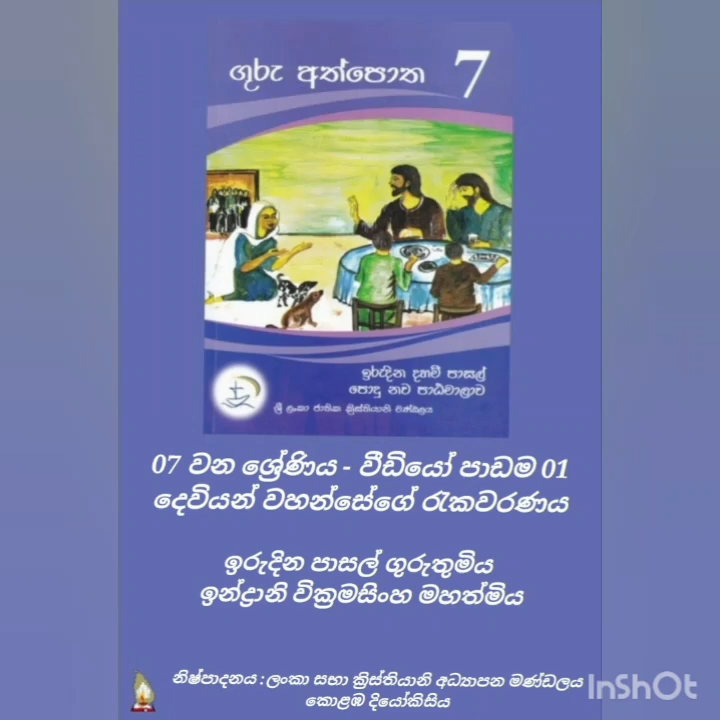 ගුරු අත්පොත 7
ඉරුදින දහම් පාසල්
පොදු නව පාඨමාලාව
ශ්‍රී ලංකා ජාතික ක්‍රිස්තියානි මණ්ඩලය
07 වන ශ්‍රේණිය - වීඩියෝ පාඩම 01
දෙවියන් වහන්සේගේ රැකවරණය
ඉරුදින පාසල් ගුරුතුමිය
ඉන්ද්‍රානි වික්‍රමසිංහ මහත්මිය
නිෂ්පාදනය : ලංකා සභා ක්‍රිස්තියානි අධ්‍යාපන මණ්ඩලය
කොළඹ දියෝකිසිය
InShOt